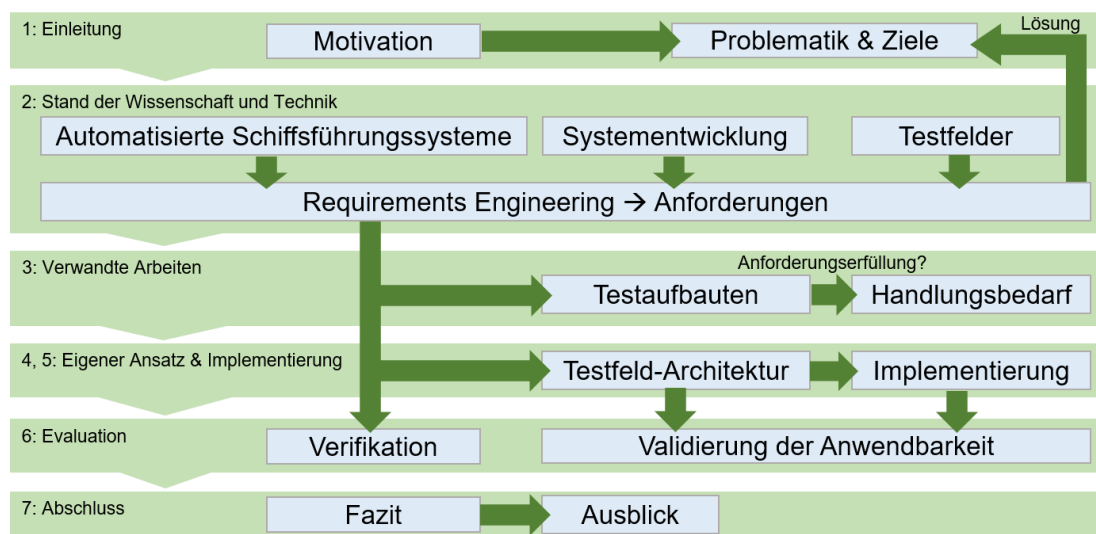 1: Einleitung
Motivation
Problematik & Ziele
Lösung
2: Stand der Wissenschaft und Technik
Automatisierte Schiffsführungssysteme
Systementwicklung
Testfelder
Requirements Engineering → Anforderungen
3: Verwandte Arbeiten
Anforderungserfüllung?
Testaufbauten
Handlungsbedarf
4, 5: Eigener Ansatz & Implementierung
Testfeld-Architektur
Implementierung
6: Evaluation
Verifikation
Validierung der Anwendbarkeit
7: Abschluss
Fazit
Ausblick